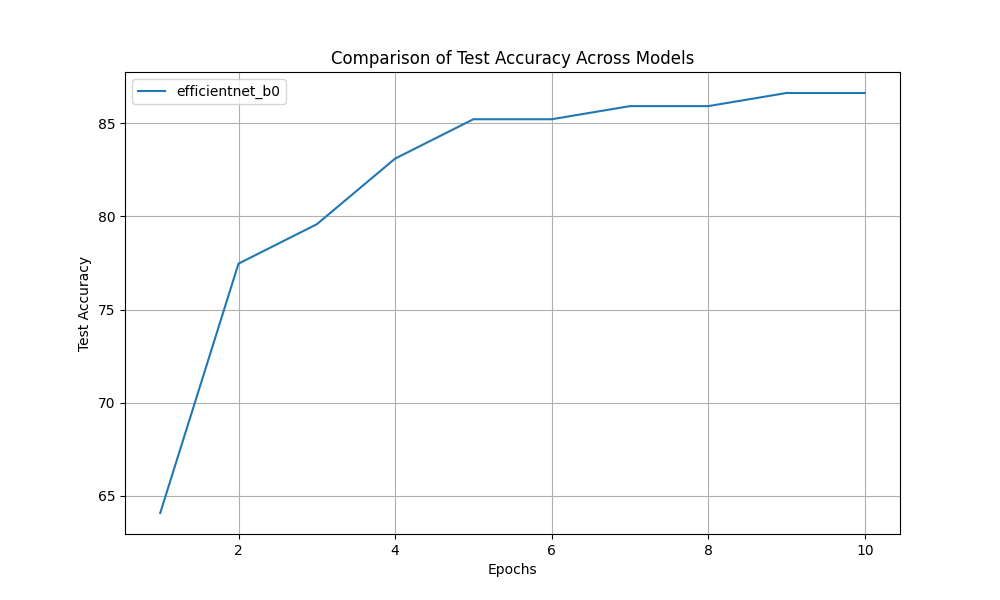 Comparison of Test Accuracy Across Models
efficientnet_b0
85
80
75
70
65
Test Accuracy
2 4 6 8 10
Epochs